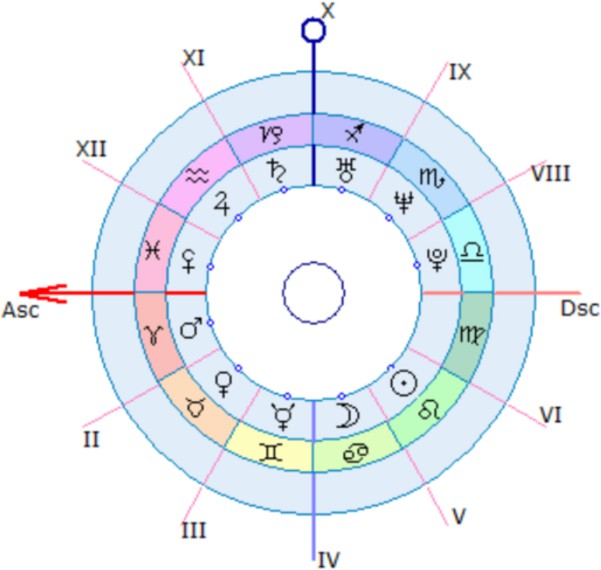 X
XI
IX
XII
VIII
♑ ♐
♒ ♄ ♅ ♏
♃ ♆
♓ ♀ ♇ ♎
Asc
Dsc
♈ ♂ ♍
♉ ♀ ☉ ♌
☿ ☽
II
VI
♊ ♋
III
V
IV